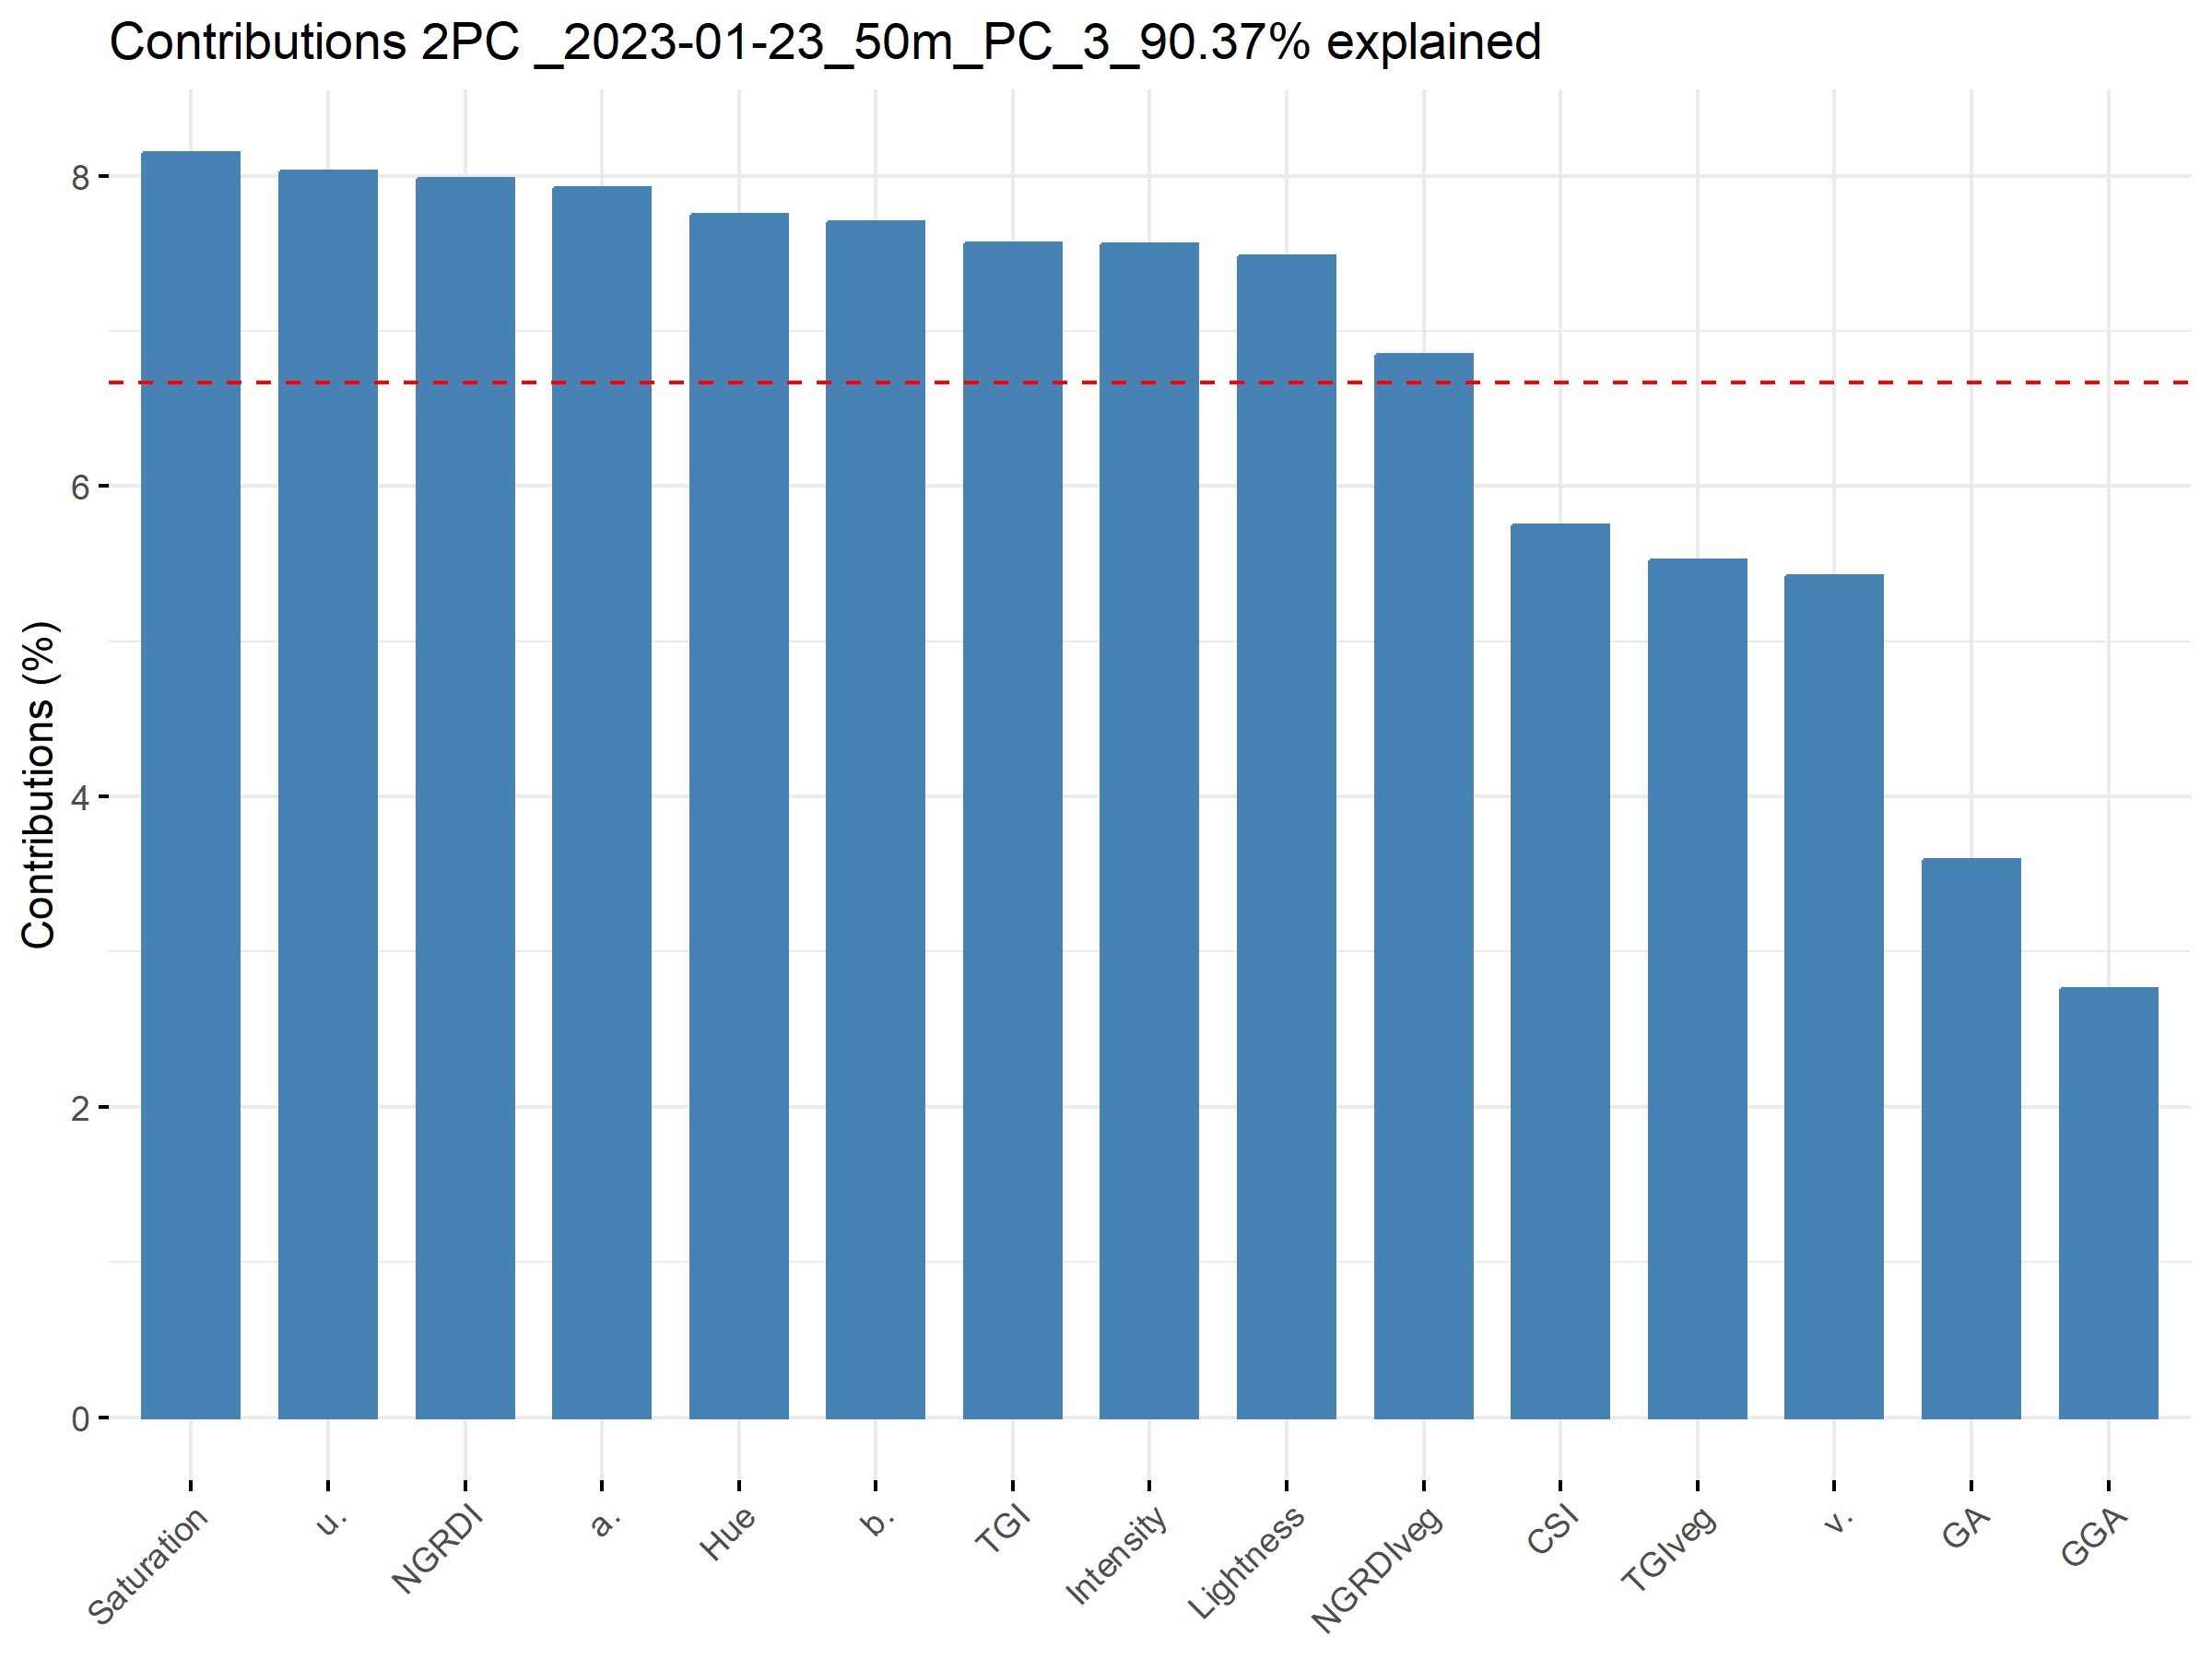 Contributions 2PC _2023-01-23_50m_PC_3_90.37% explained
Contributions (%)
8
6
4
2
0
Saturation
u.
NGRDI
a.
Hue
b.
TGI
Intensity
Lightness
NGRDIveg
CSI
TGIveg
v.
GA
GGA